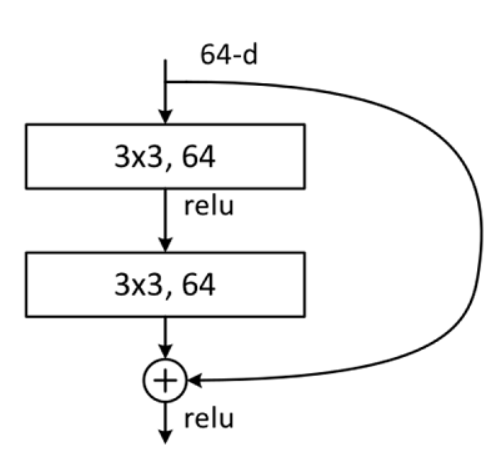 64-d
3x3, 64
relu
3x3, 64
+
relu